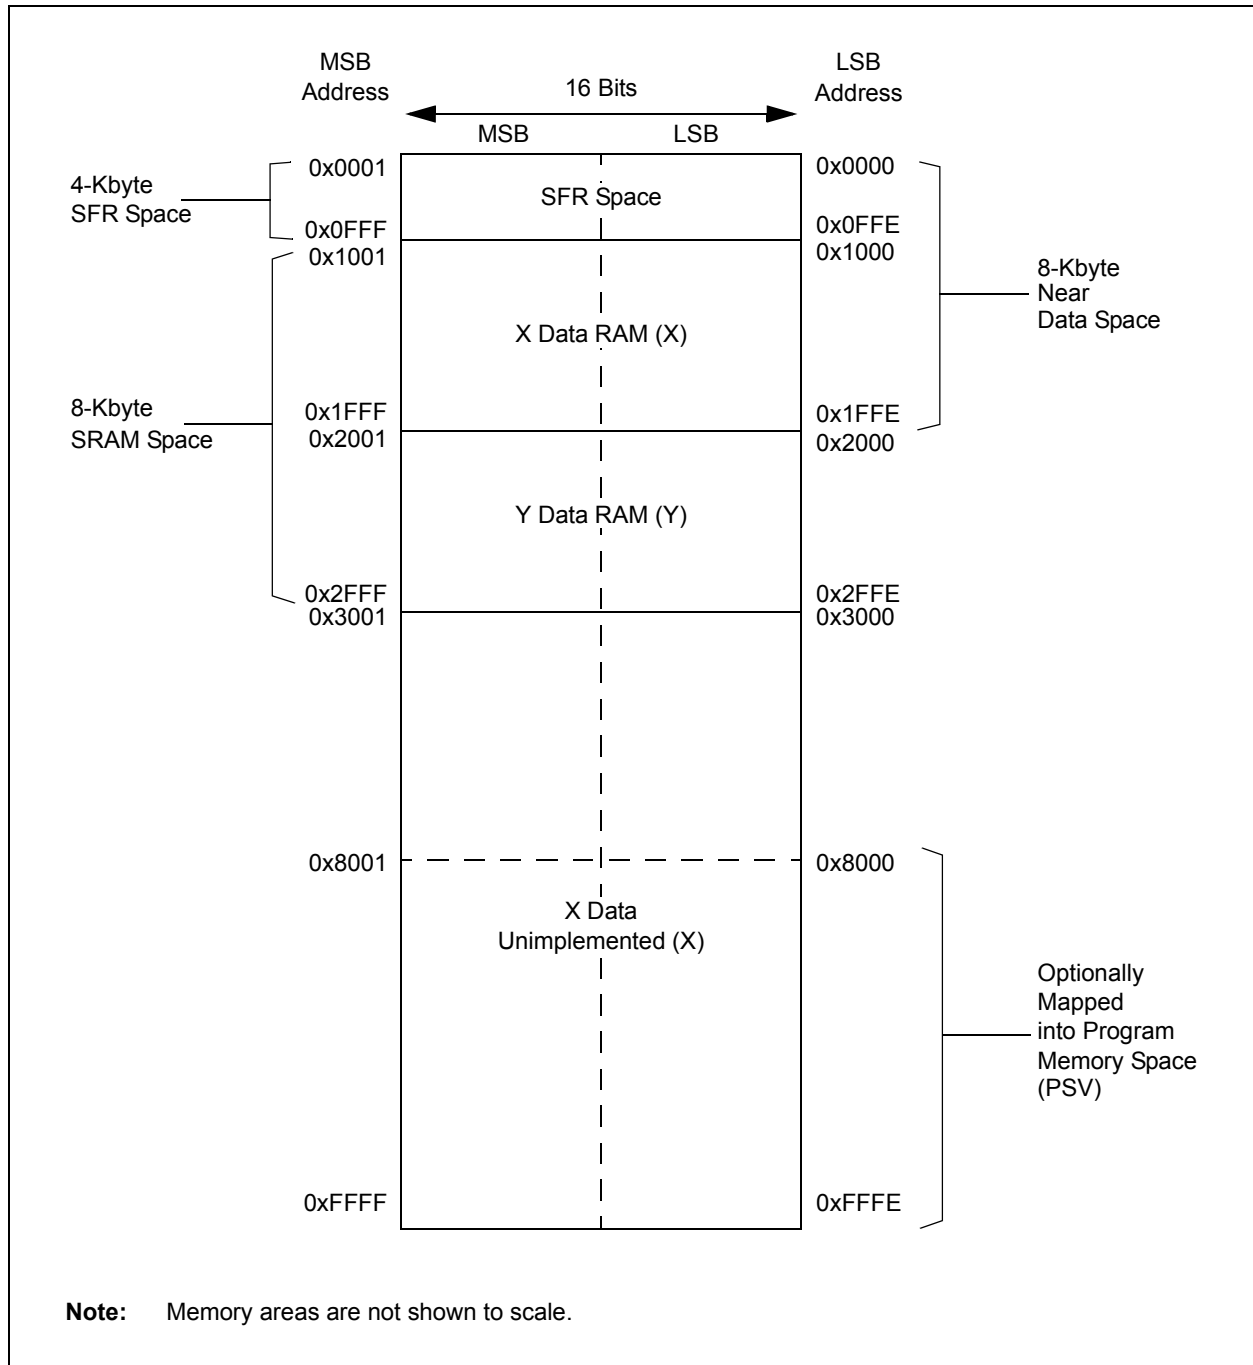 MSB
Address
LSB
Address
16 Bits
MSB
LSB
0x0001
0x0000
4-Kbyte
SFR Space
SFR Space
0x0FFF
0x0FFE
0x1001
0x1000
8-Kbyte
Near
Data Space
X Data RAM (X)
8-Kbyte
SRAM Space
0x1FFF
0x1FFE
0x2001
0x2000
Y Data RAM (Y)
0x2FFF
0x2FFE
0x3001
0x3000
0x8001
0x8000
X Data
Unimplemented (X)
Optionally
Mapped
into Program
Memory Space
(PSV)
0xFFFF
0xFFFE
Note: Memory areas are not shown to scale.